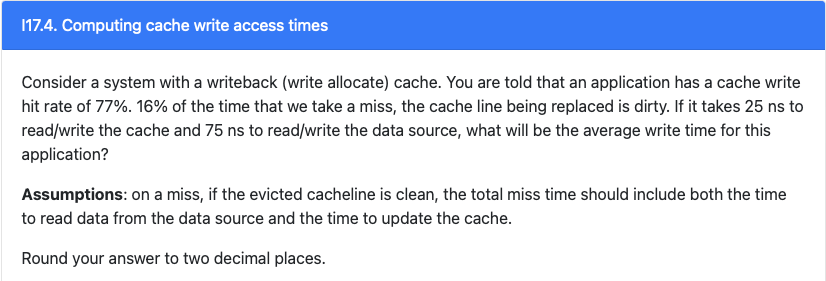 I17.4. Computing cache write access times
Consider a system with a writeback (write allocate) cache. You are told that an application has a cache write
hit rate of 77%. 16% of the time that we take a miss, the cache line being replaced is dirty. If it takes 25 ns to
read/write the cache and 75 ns to read/write the data source, what will be the average write time for this
application?
Assumptions: on a miss, if the evicted cacheline is clean, the total miss time should include both the time
to read data from the data source and the time to update the cache.
Round your answer to two decimal places.